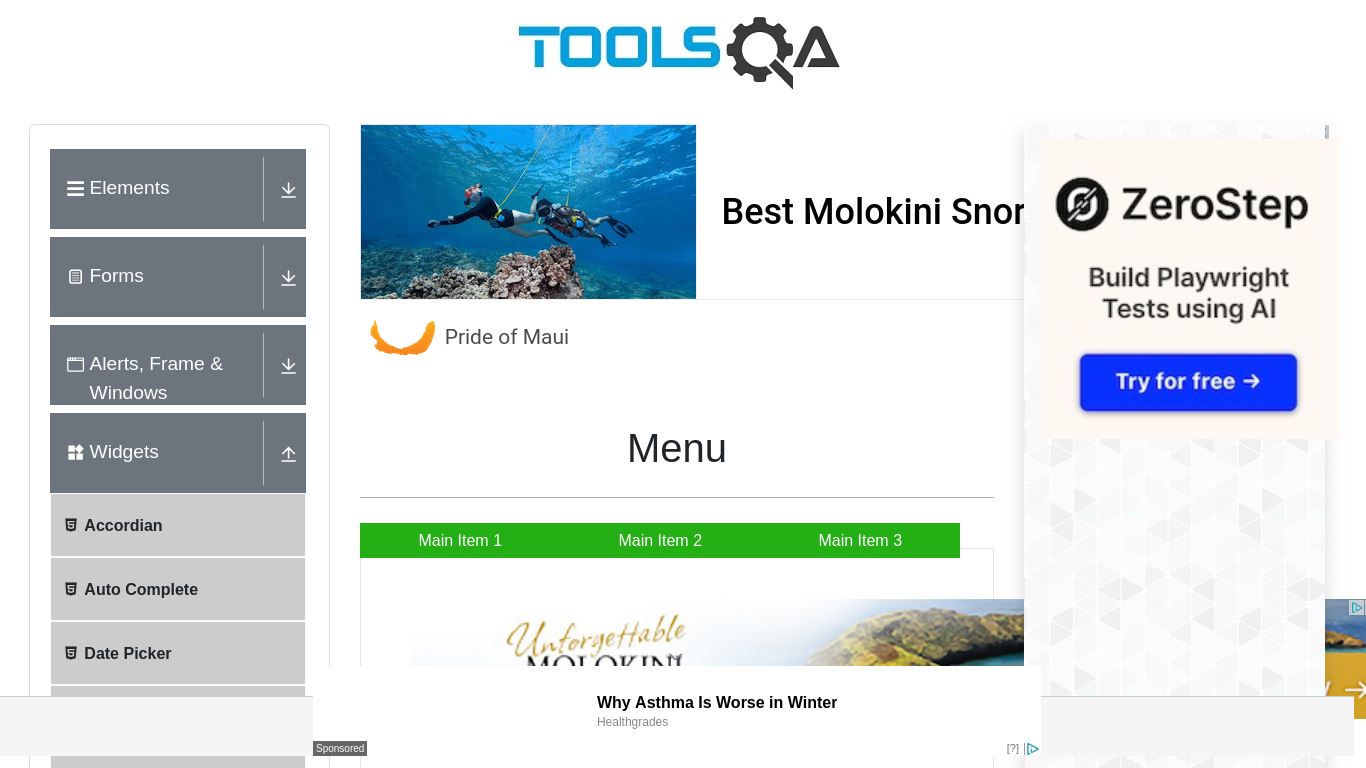 TOOLSQA
Elements
Forms
Alerts, Frame &
Windows
Widgets
Accordian
Auto Complete
Date Picker
Best Molokini Snor
Pride of Maui
ZeroStep
Build Playwright
Tests using AI
Try for free →
Menu
Main Item 1
Main Item 2
Main Item 3
Unforgettable
MOLOKINI
Why Asthma Is Worse in Winter
Healthgrades
Sponsored
[?]